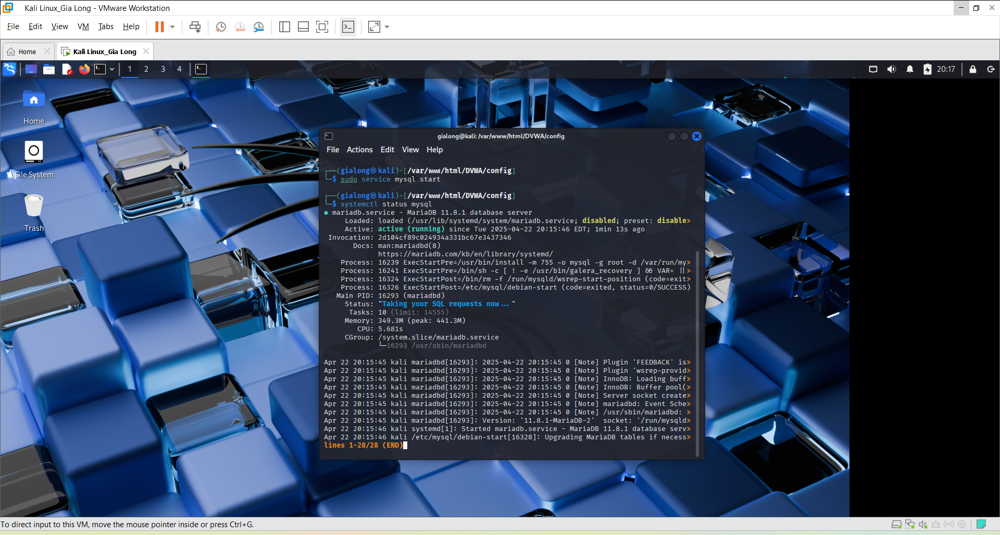 Kali Linux_Gia Long - VMware Workstation
File Edit View VM Tabs Help
Home
Kali Linux_Gia Long
1 2 3 4
20:17
Home
File System
Trash
gialong@kali: /var/www/html/DVWA/config
File Actions Edit View Help
┌──(gialong㉿kali)-[/var/www/html/DVWA/config]
└─$ sudo service mysql start
┌──(gialong㉿kali)-[/var/www/html/DVWA/config]
└─$ systemctl status mysql
● mariadb.service - MariaDB 11.8.1 database server
Loaded: loaded (/usr/lib/systemd/system/mariadb.service; disabled; preset: disable>
Active: active (running) since Tue 2025-04-22 20:15:46 EDT; 1min 13s ago
Invocation: 2d104cf89c024934a331bc67e3437346
Docs: man:mariadbd(8)
https://mariadb.com/kb/en/library/systemd/
Process: 16239 ExecStartPre=/usr/bin/install -m 755 -o mysql -g root -d /var/run/my>
Process: 16241 ExecStartPre=/bin/sh -c [ ! -e /usr/bin/galera_recovery ] && VAR= ||>
Process: 16324 ExecStartPost=/bin/rm -f /run/mysqld/wsrep-start-position (code=exit>
Process: 16326 ExecStartPost=/etc/mysql/debian-start (code=exited, status=0/SUCCESS)
Main PID: 16293 (mariadbd)
Status: "Taking your SQL requests now..."
Tasks: 10 (limit: 14555)
Memory: 349.3M (peak: 441.3M)
CPU: 5.681s
CGroup: /system.slice/mariadb.service
└─16293 /usr/sbin/mariadbd
Apr 22 20:15:45 kali mariadbd[16293]: 2025-04-22 20:15:45 0 [Note] Plugin 'FEEDBACK' is>
Apr 22 20:15:45 kali mariadbd[16293]: 2025-04-22 20:15:45 0 [Note] Plugin 'wsrep-provid>
Apr 22 20:15:45 kali mariadbd[16293]: 2025-04-22 20:15:45 0 [Note] InnoDB: Loading buff>
Apr 22 20:15:45 kali mariadbd[16293]: 2025-04-22 20:15:45 0 [Note] InnoDB: Buffer pool(>
Apr 22 20:15:45 kali mariadbd[16293]: 2025-04-22 20:15:45 0 [Note] Server socket create>
Apr 22 20:15:45 kali mariadbd[16293]: 2025-04-22 20:15:45 0 [Note] mariadbd: Event Sche>
Apr 22 20:15:45 kali mariadbd[16293]: 2025-04-22 20:15:45 0 [Note] /usr/sbin/mariadbd: >
Apr 22 20:15:45 kali mariadbd[16293]: Version: '11.8.1-MariaDB-2'  socket: '/run/mysqld>
Apr 22 20:15:46 kali systemd[1]: Started mariadb.service - MariaDB 11.8.1 database serv>
Apr 22 20:15:46 kali /etc/mysql/debian-start[16328]: Upgrading MariaDB tables if necess>
lines 1-28/28 (END)
To direct input to this VM, move the mouse pointer inside or press Ctrl+G.